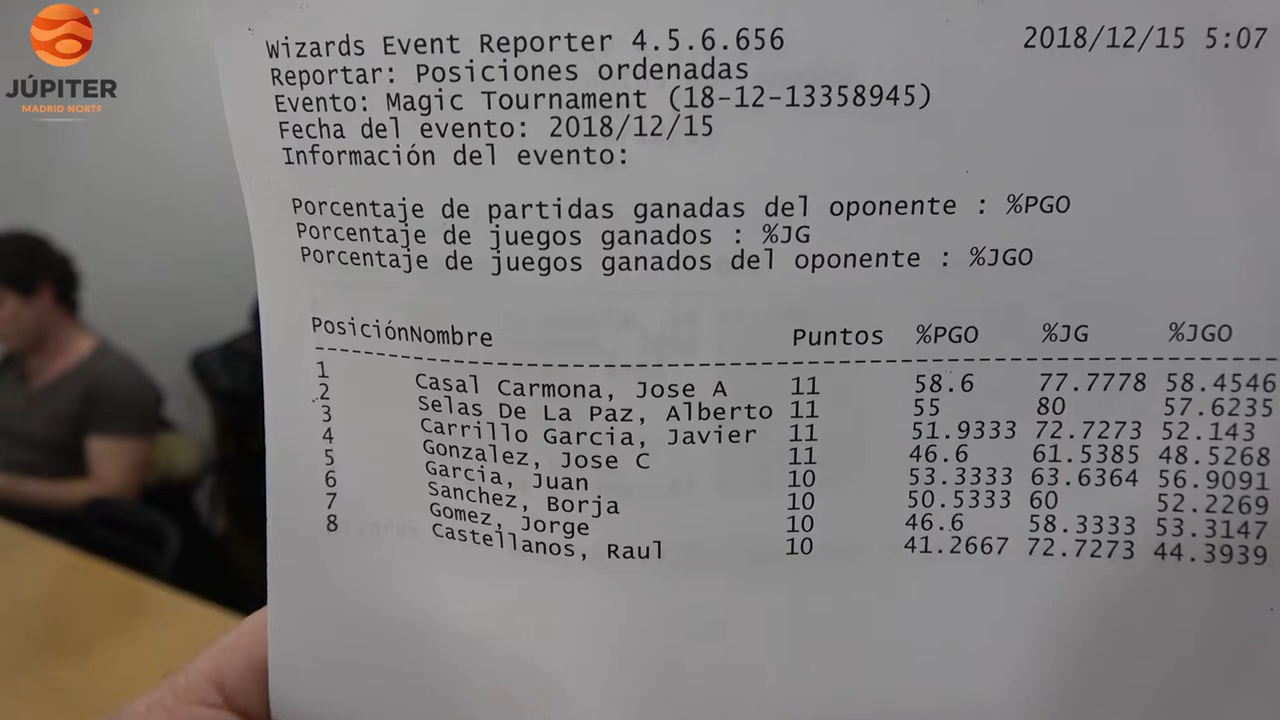 JÚPITER
MADRID NORTE
Wizards Event Reporter 4.5.6.656 2018/12/15 5:07
Reportar: Posiciones ordenadas
Evento: Magic Tournament (18-12-13358945)
Fecha del evento: 2018/12/15
Información del evento:
Porcentaje de partidas ganadas del oponente : %PGO
Porcentaje de juegos ganados : %JG
Porcentaje de juegos ganados del oponente : %JGO
PosiciónNombre Puntos %PGO %JG %JGO
1 Casal Carmona, Jose A 11 58.6 77.7778 58.4546
2 Selas De La Paz, Alberto 11 55 80 57.6235
3 Carrillo Garcia, Javier 11 51.9333 72.7273 52.143
4 Gonzalez, Jose C 11 46.6 61.5385 48.5268
5 Garcia, Juan 10 53.3333 63.6364 56.9091
6 Sanchez, Borja 10 50.5333 60 52.2269
7 Gomez, Jorge 10 46.6 58.3333 53.3147
8 Castellanos, Raul 10 41.2667 72.7273 44.3939